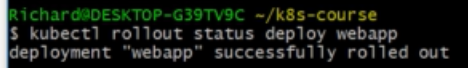 Richard@DESKTOP-G39TV9C ~/k8s-course
$ kubectl rollout status deploy webapp
deployment "webapp" successfully rolled out